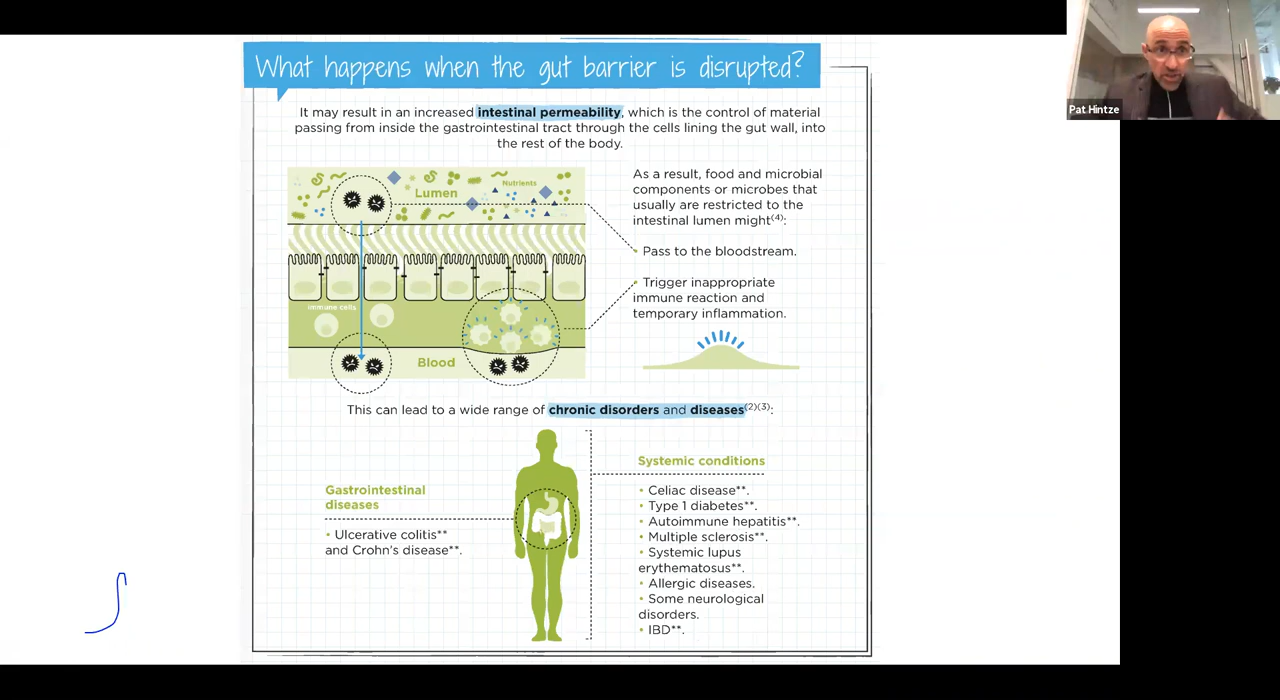 What happens when the gut barrier is disrupted?
Pat Hintze
It may result in an increased intestinal permeability, which is the control of material
passing from inside the gastrointestinal tract through the cells lining the gut wall, into
the rest of the body.
Lumen
Nutrients
immune cells
Blood
As a result, food and microbial
components or microbes that
usually are restricted to the
intestinal lumen might(4):
• Pass to the bloodstream.
• Trigger inappropriate
immune reaction and
temporary inflammation.
This can lead to a wide range of chronic disorders and diseases(2)(3):
Gastrointestinal
diseases
• Ulcerative colitis**
and Crohn's disease**.
Systemic conditions
• Celiac disease**.
• Type 1 diabetes**.
• Autoimmune hepatitis**.
• Multiple sclerosis**.
• Systemic lupus
erythematosus**.
• Allergic diseases.
• Some neurological
disorders.
• IBD**.